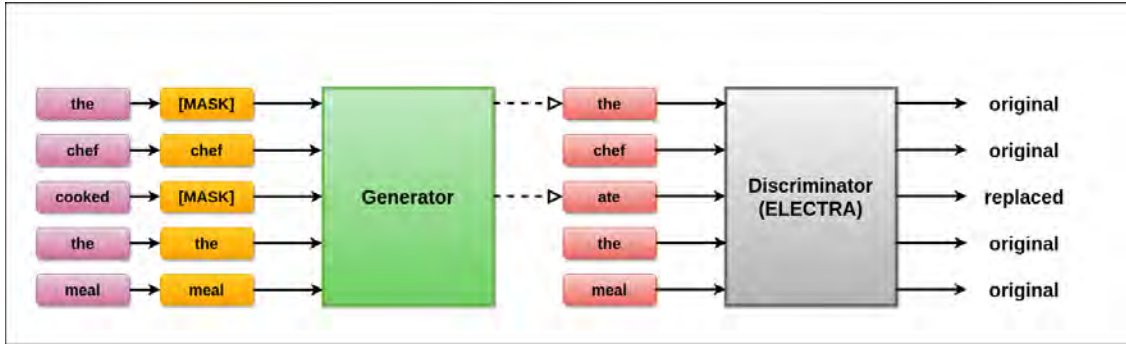 the [MASK] the original
chef chef chef original
cooked [MASK] Generator ate Discriminator (ELECTRA) replaced
the the the original
meal meal meal original